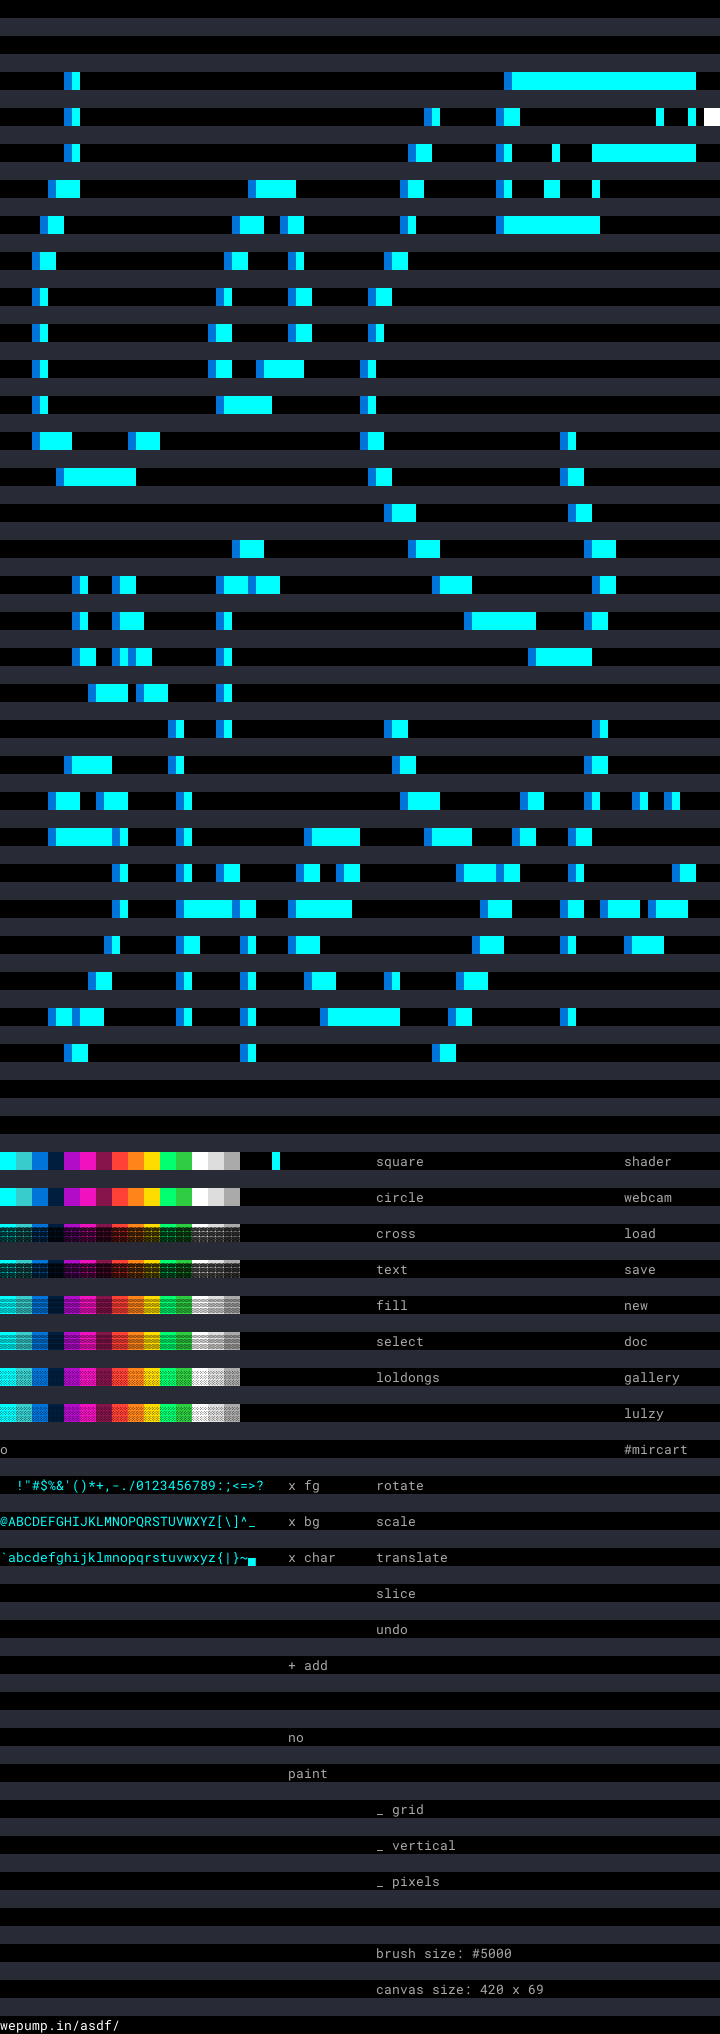 square shader
circle webcam
cross load
text save
fill new
select doc
loldongs gallery
lulzy
o #mircart
!"#$%&'()*+,-./0123456789:;<=>? x fg rotate
@ABCDEFGHIJKLMNOPQRSTUVWXYZ[\]^_ x bg scale
`abcdefghijklmnopqrstuvwxyz{|}~▄ x char translate
slice
undo
+ add
no
paint
_ grid
_ vertical
_ pixels
brush size: #5000
canvas size: 420 x 69
wepump.in/asdf/